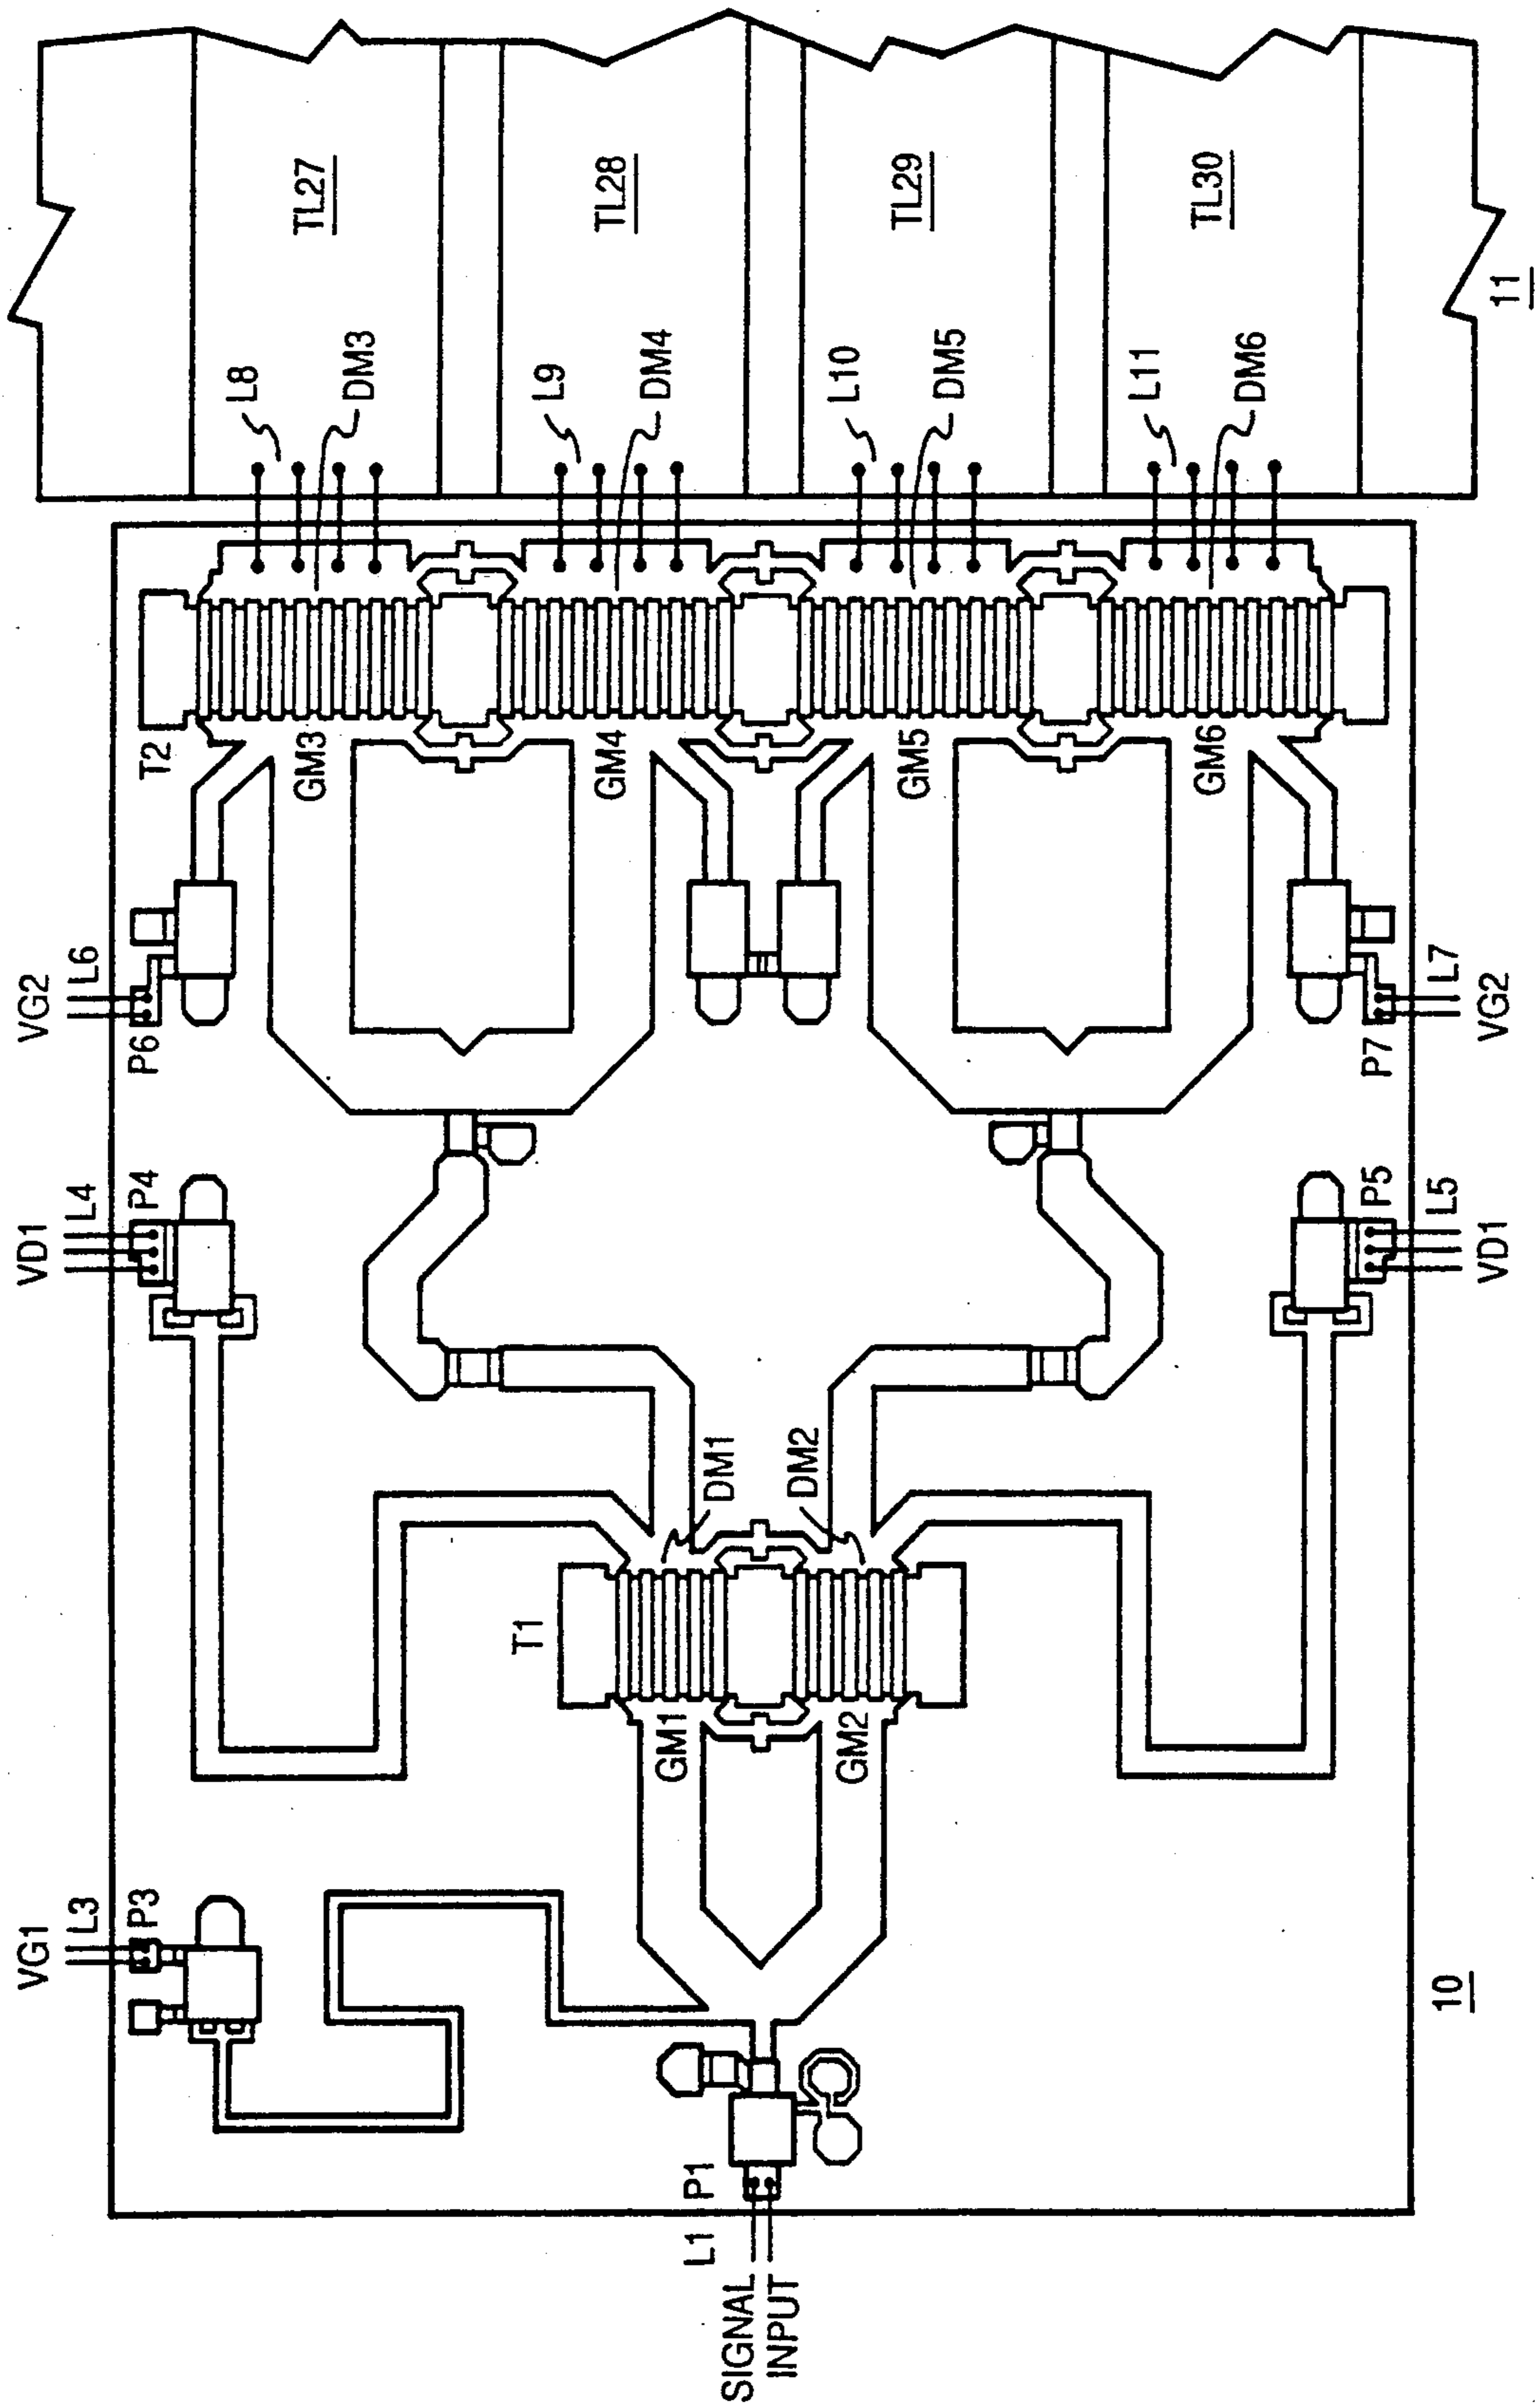 TL27
TL28
TL29
TL30
11
L8
DM3
L9
DM4
L10
DM5
L11
DM6
T2
GM3
GM4
GM5
GM6
VG2
L6
P6
P7
L7
VG2
VD1
L4
P4
P5
L5
VD1
DM1
DM2
T1
GM1
GM2
VG1
L3
P3
10
P1
L1
SIGNAL
INPUT